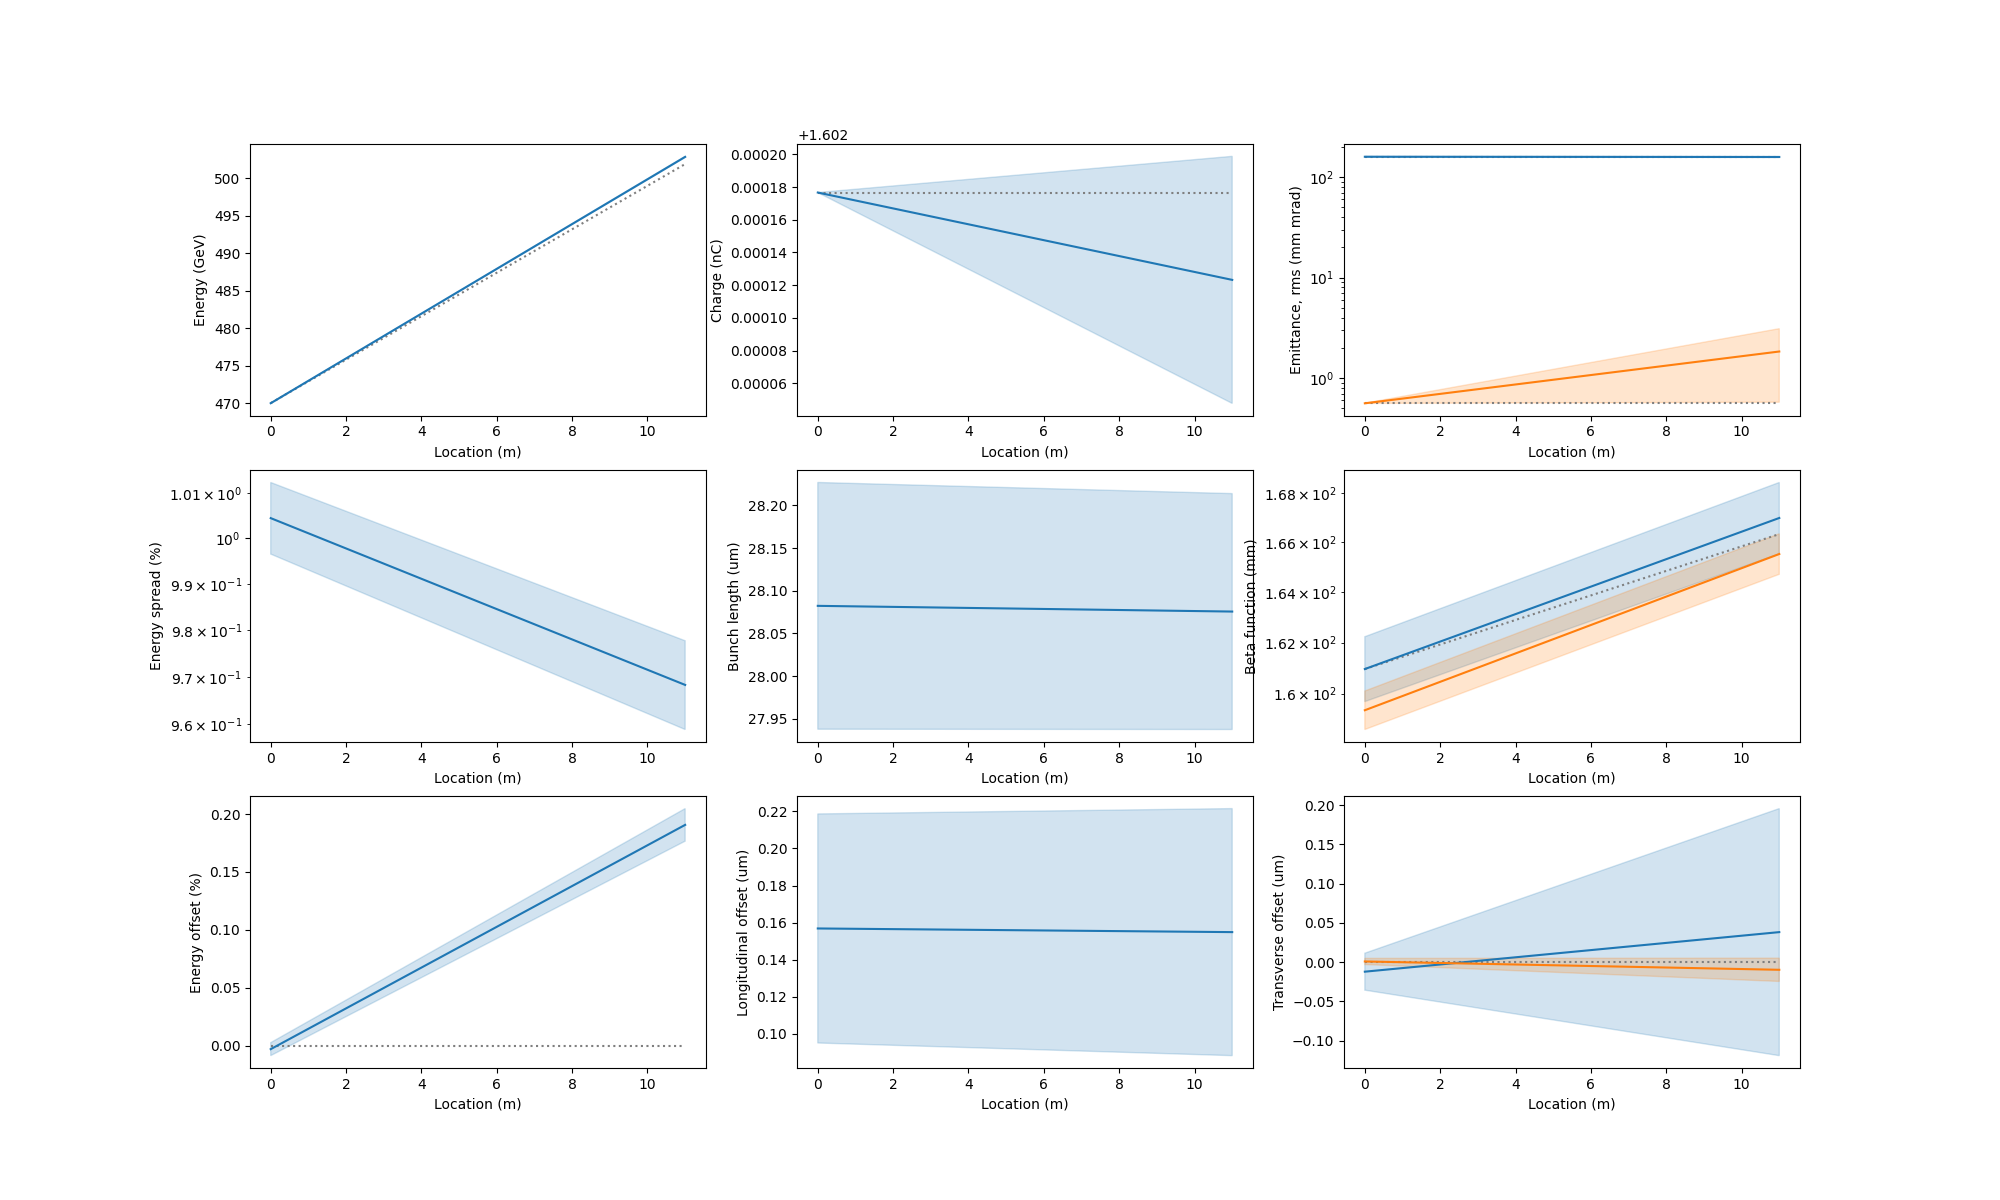 +1.602
500
495
490
485
480
475
470
Energy (GeV)
0 2 4 6 8 10
Location (m)
0.00020
0.00018
0.00016
0.00014
0.00012
0.00010
0.00008
0.00006
Charge (nC)
0 2 4 6 8 10
Location (m)
10²
10¹
10⁰
Emittance, rms (mm mrad)
0 2 4 6 8 10
Location (m)
1.01 × 10⁰
10⁰
9.9 × 10⁻¹
9.8 × 10⁻¹
9.7 × 10⁻¹
9.6 × 10⁻¹
Energy spread (%)
0 2 4 6 8 10
Location (m)
28.20
28.15
28.10
28.05
28.00
27.95
Bunch length (um)
0 2 4 6 8 10
Location (m)
1.68 × 10²
1.66 × 10²
1.64 × 10²
1.62 × 10²
1.6 × 10²
Beta function (mm)
0 2 4 6 8 10
Location (m)
0.20
0.15
0.10
0.05
0.00
Energy offset (%)
0 2 4 6 8 10
Location (m)
0.22
0.20
0.18
0.16
0.14
0.12
0.10
Longitudinal offset (um)
0 2 4 6 8 10
Location (m)
0.20
0.15
0.10
0.05
0.00
−0.05
−0.10
Transverse offset (um)
0 2 4 6 8 10
Location (m)